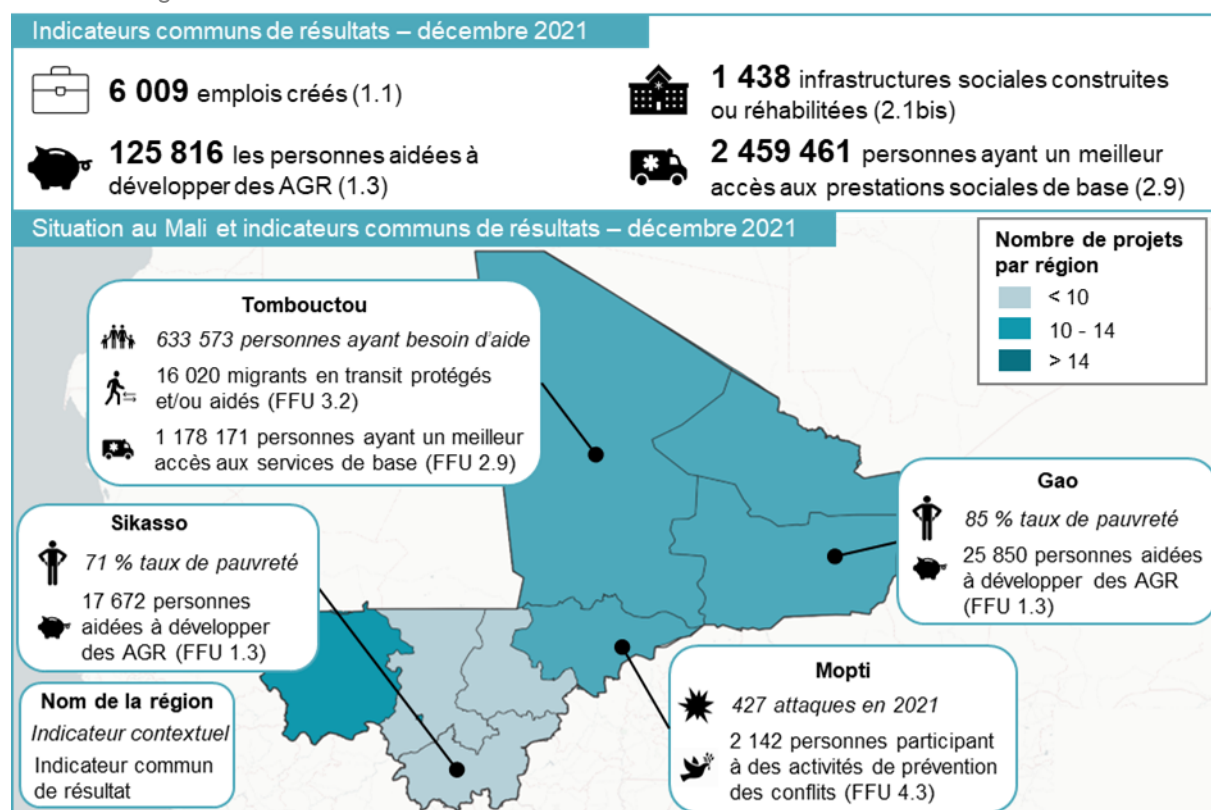 Indicateurs communs de résultats – décembre 2021
6 009 emplois créés (1.1)
125 816 les personnes aidées à
développer des AGR (1.3)
1 438 infrastructures sociales construites
ou réhabilitées (2.1bis)
2 459 461 personnes ayant un meilleur
accès aux prestations sociales de base (2.9)
Situation au Mali et indicateurs communs de résultats – décembre 2021
Nombre de projets
par région
< 10
10 - 14
> 14
Tombouctou
633 573 personnes ayant besoin d'aide
16 020 migrants en transit protégés
et/ou aidés (FFU 3.2)
1 178 171 personnes ayant un meilleur
accès aux services de base (FFU 2.9)
Gao
85 % taux de pauvreté
25 850 personnes aidées
à développer des AGR
(FFU 1.3)
Sikasso
71 % taux de pauvreté
17 672 personnes
aidées à développer
des AGR (FFU 1.3)
Mopti
427 attaques en 2021
2 142 personnes participant
à des activités de prévention
des conflits (FFU 4.3)
Nom de la région
Indicateur contextuel
Indicateur commun
de résultat